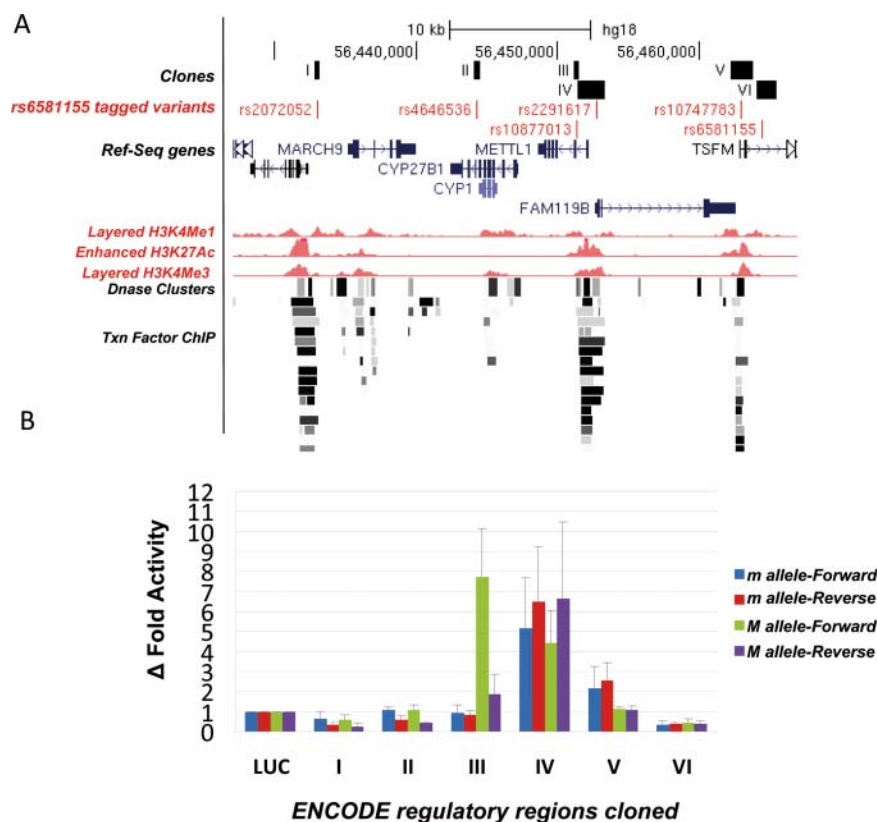 A
10 kb hg18
56,440,000 56,450,000 56,460,000
Clones I II III V
IV VI
rs6581155 tagged variants rs2072052 rs4646536 rs2291617 rs10747783
rs10877013 rs6581155
Ref-Seq genes MARCH9 METTL1 TSFM
CYP27B1
CYP1
FAM119B
Layered H3K4Me1
Enhanced H3K27Ac
Layered H3K4Me3
Dnase Clusters
Txn Factor ChIP
B
Δ Fold Activity
12
11
10
9
8
7
6
5
4
3
2
1
0
LUC I II III IV V VI
ENCODE regulatory regions cloned
m allele-Forward
m allele-Reverse
M allele-Forward
M allele-Reverse